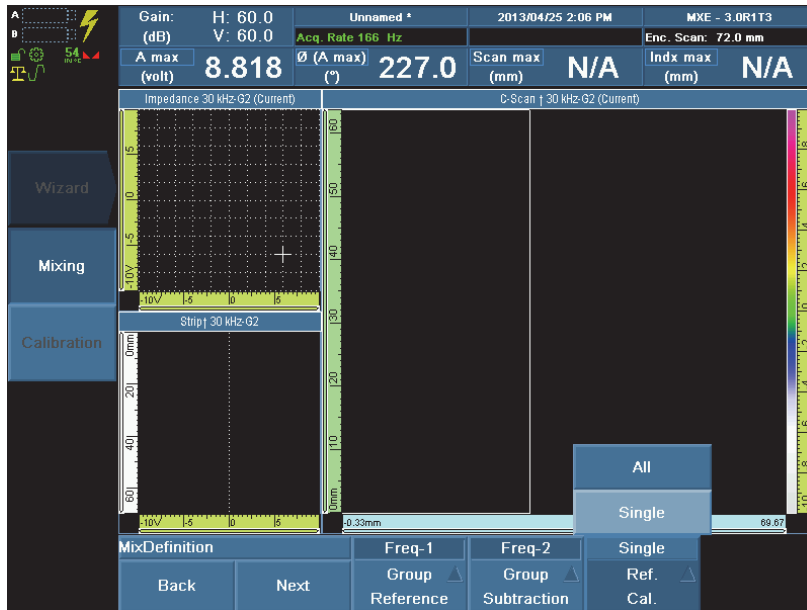 A
B
54
Gain: H: 60.0
(dB) V: 60.0
Unnamed *
2013/04/25 2:06 PM
MXE - 3.0R1T3
Acq. Rate 166 Hz
Enc. Scan: 72.0 mm
A max
(volt)
8.818
Ø (A max)
(°)
227.0
Scan max
(mm)
N/A
Indx max
(mm)
N/A
Impedance 30 kHz-G2 (Current)
C-Scan † 30 kHz-G2 (Current)
Wizard
Mixing
Calibration
|5
|0
|-5
-10V
-10V |-5 |0 |5
Strip† 30 kHz-G2
0mm
20|
40|
60|
-10V |-5 |0 |5
|60
|50
|40
|30
|20
|10
0mm
-0.33mm
69.67
All
Single
MixDefinition
Freq-1
Freq-2
Single
Back
Next
Group
Reference
Group
Subtraction
Ref.
Cal.